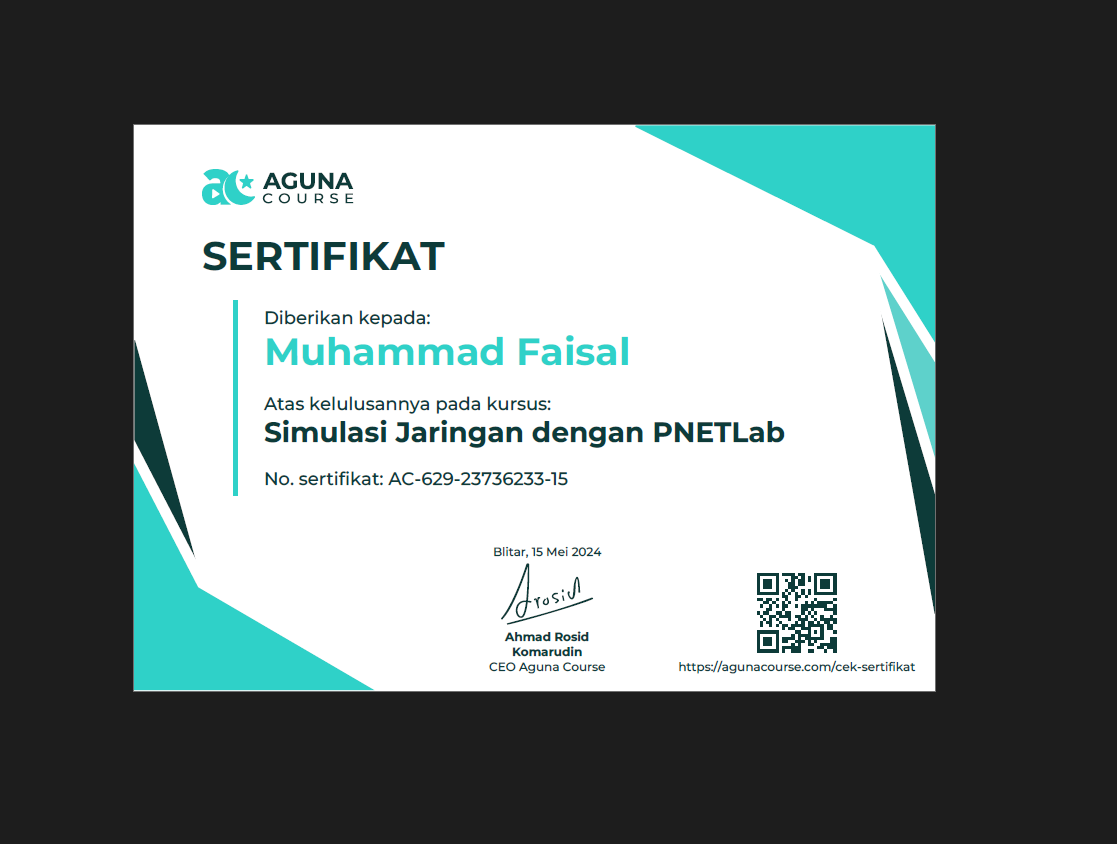 AGUNA
COURSE
SERTIFIKAT
Diberikan kepada:
Muhammad Faisal
Atas kelulusannya pada kursus:
Simulasi Jaringan dengan PNETLab
No. sertifikat: AC-629-23736233-15
Blitar, 15 Mei 2024
Arosid
Ahmad Rosid
Komarudin
CEO Aguna Course
https://agunacourse.com/cek-sertifikat